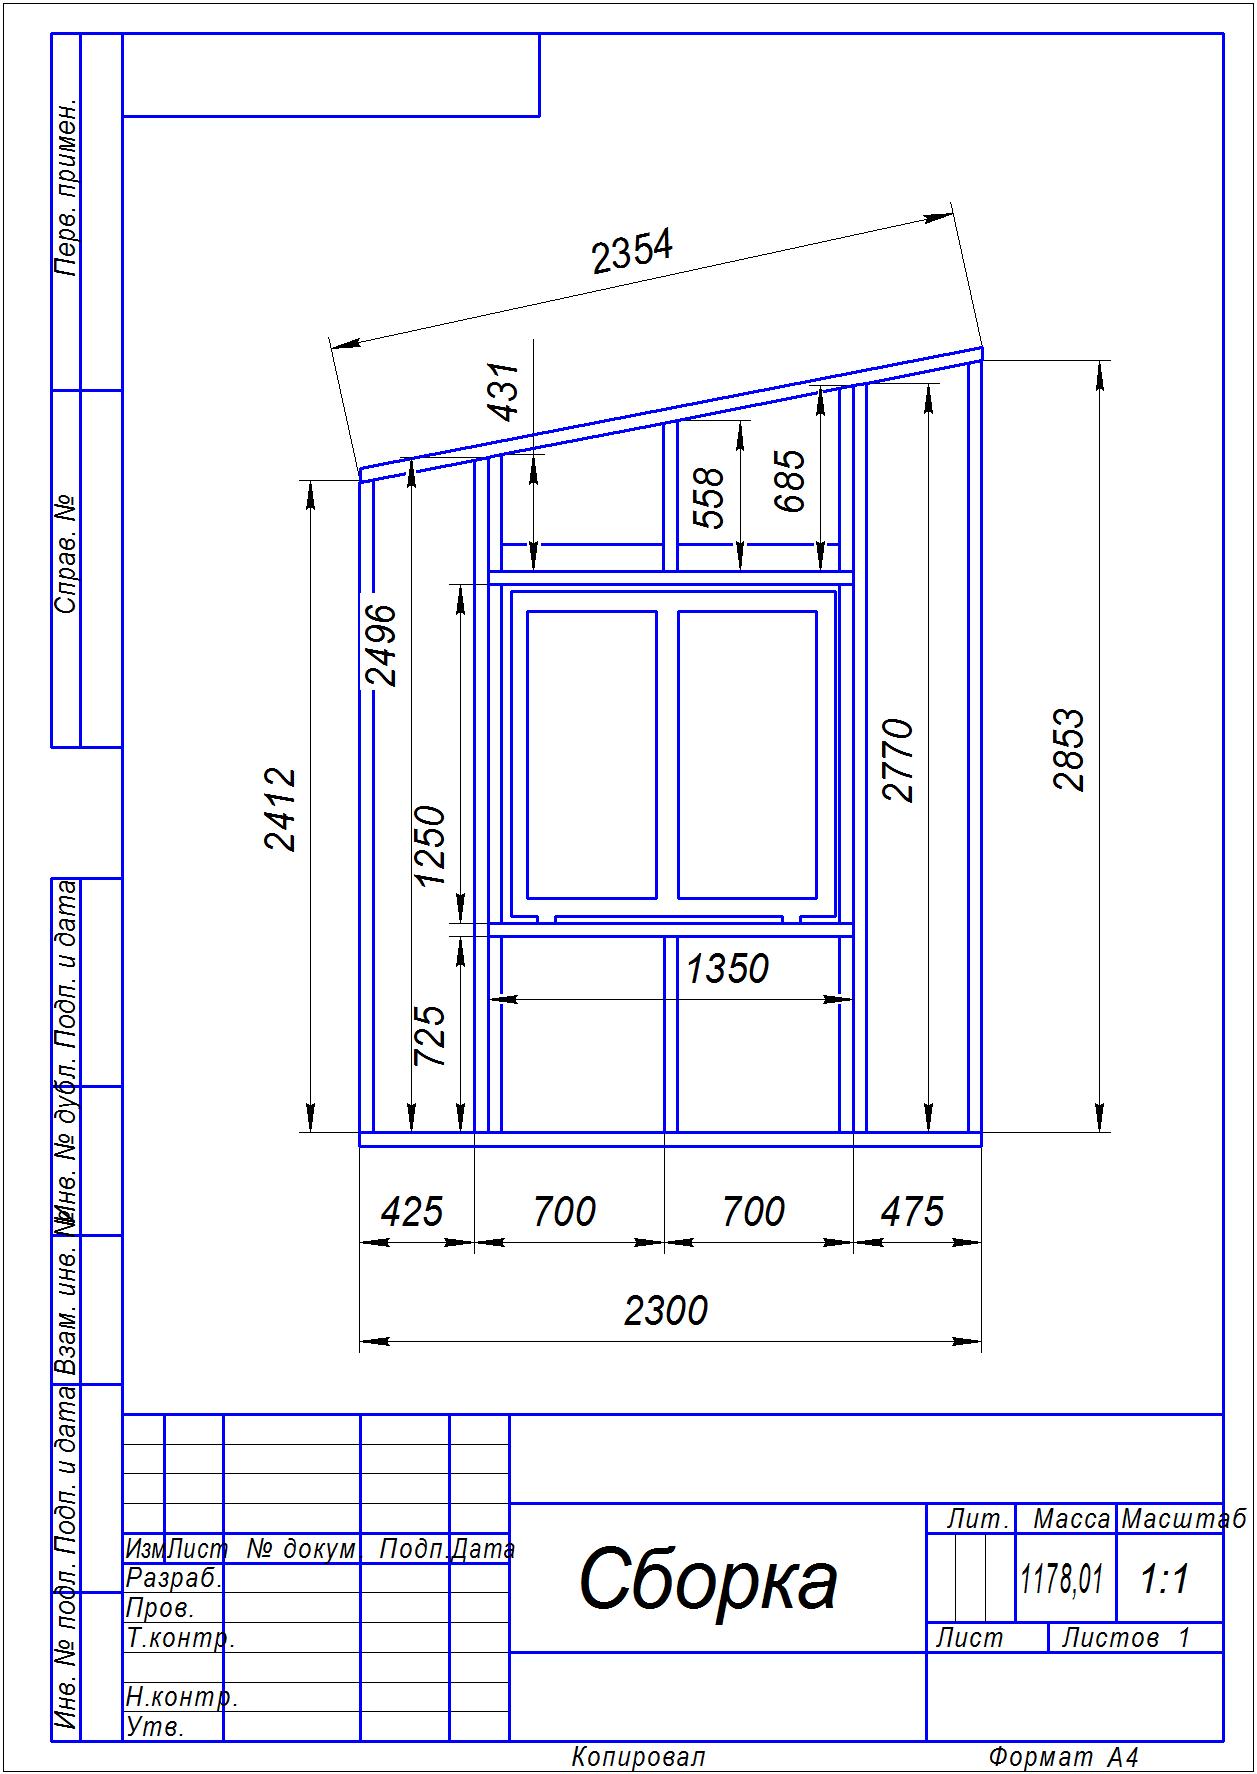 Перв. примен.
Справ. №
Подп. и дата
Инв. № дубл.
Взам. инв. №
Подп. и дата
Инв. № подл.
2354
431
558
685
2496
2412
1250
2770
2853
725
1350
425
700
700
475
2300
Изм Лист № докум Подп. Дата
Разраб.
Пров.
Т.контр.
Н.контр.
Утв.
Сборка
Лит. Масса Масштаб
1178,01 1:1
Лист Листов 1
Копировал Формат А4